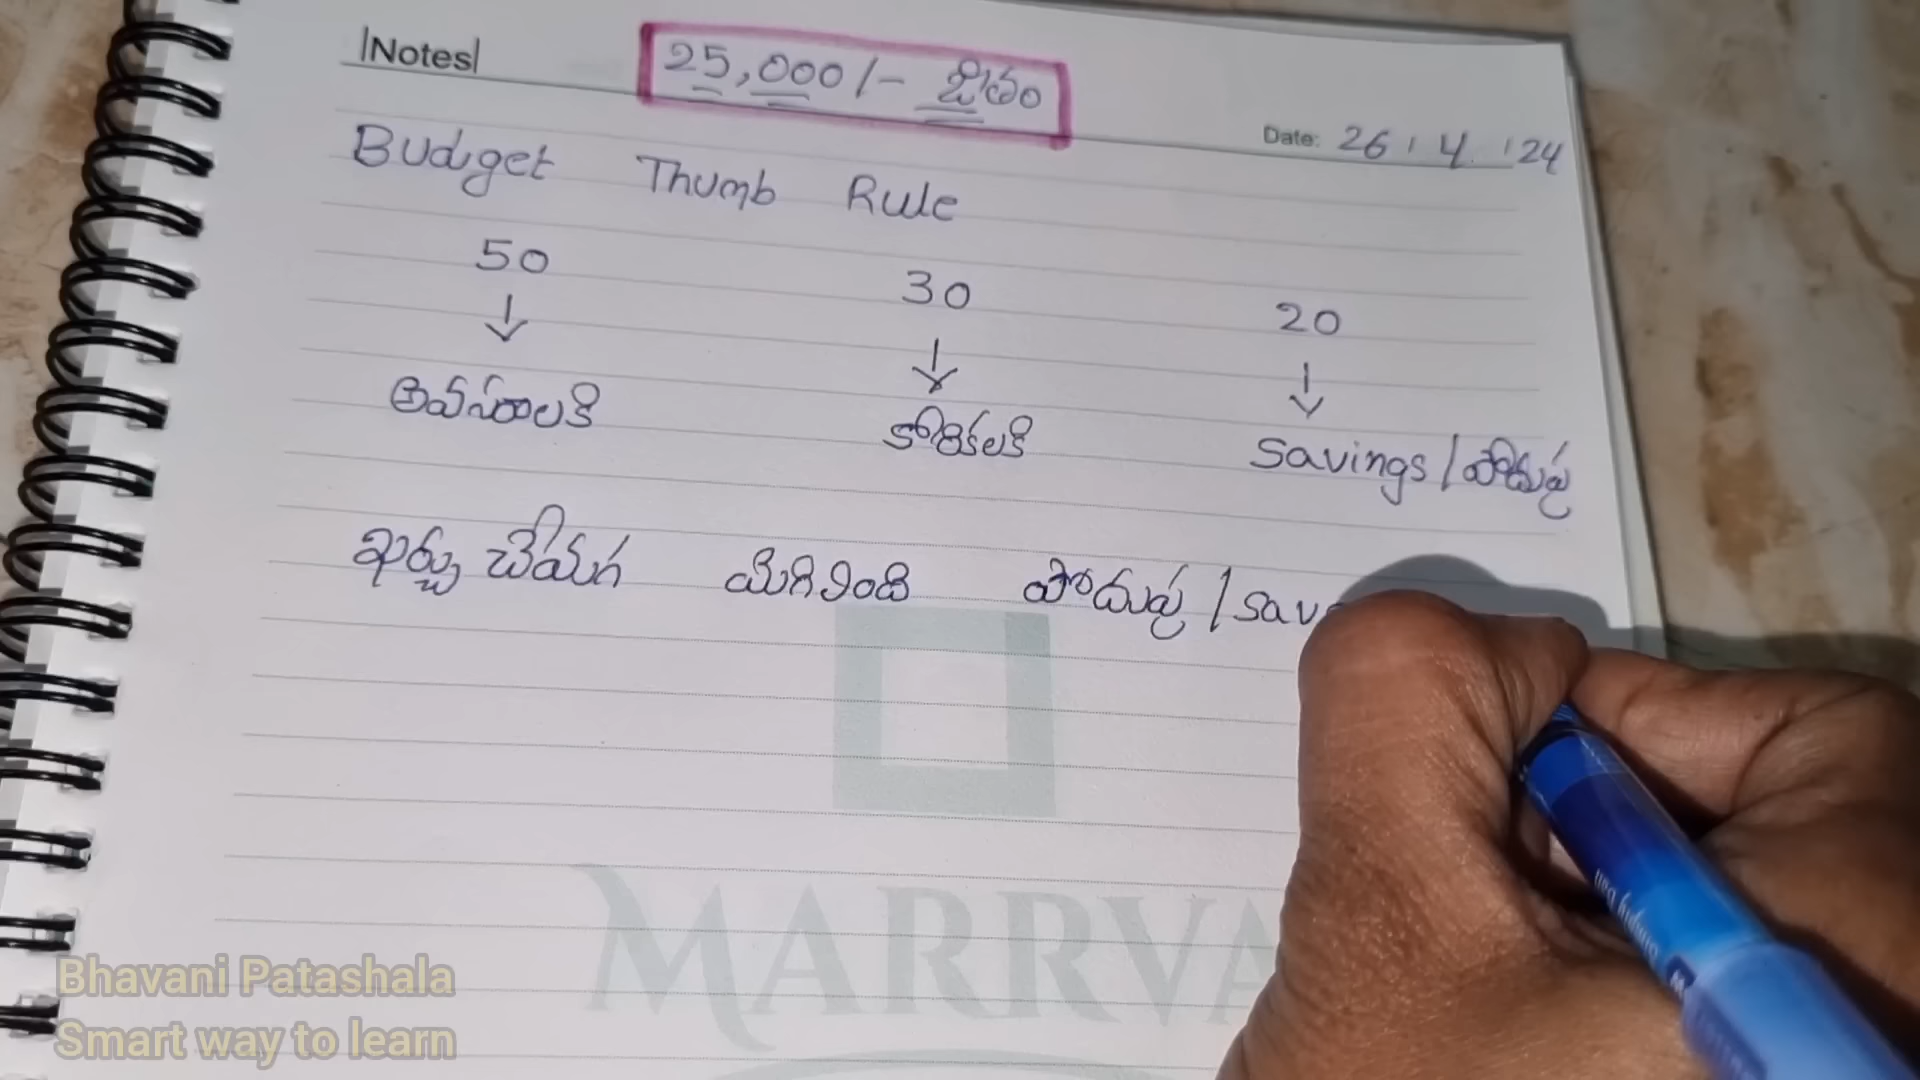 |Notes|
25,000/- జీతం
Date: 26 / 4 / 24
Budget Thumb Rule
50 30 20
అవసరాలకి కోరికలకి Savings / పొదుపు
ఖర్చు చేయగ మిగిలింది పొదుపు / Sav
MARRVA
Bhavani Patashala
Smart way to learn